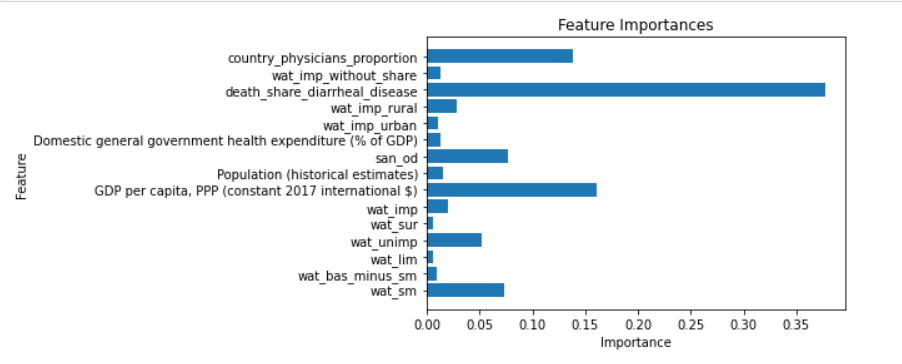 Feature Importances
country_physicians_proportion
wat_imp_without_share
death_share_diarrheal_disease
wat_imp_rural
wat_imp_urban
Domestic general government health expenditure (% of GDP)
san_od
Population (historical estimates)
GDP per capita, PPP (constant 2017 international $)
wat_imp
wat_sur
wat_unimp
wat_lim
wat_bas_minus_sm
wat_sm
Feature
0.00 0.05 0.10 0.15 0.20 0.25 0.30 0.35
Importance